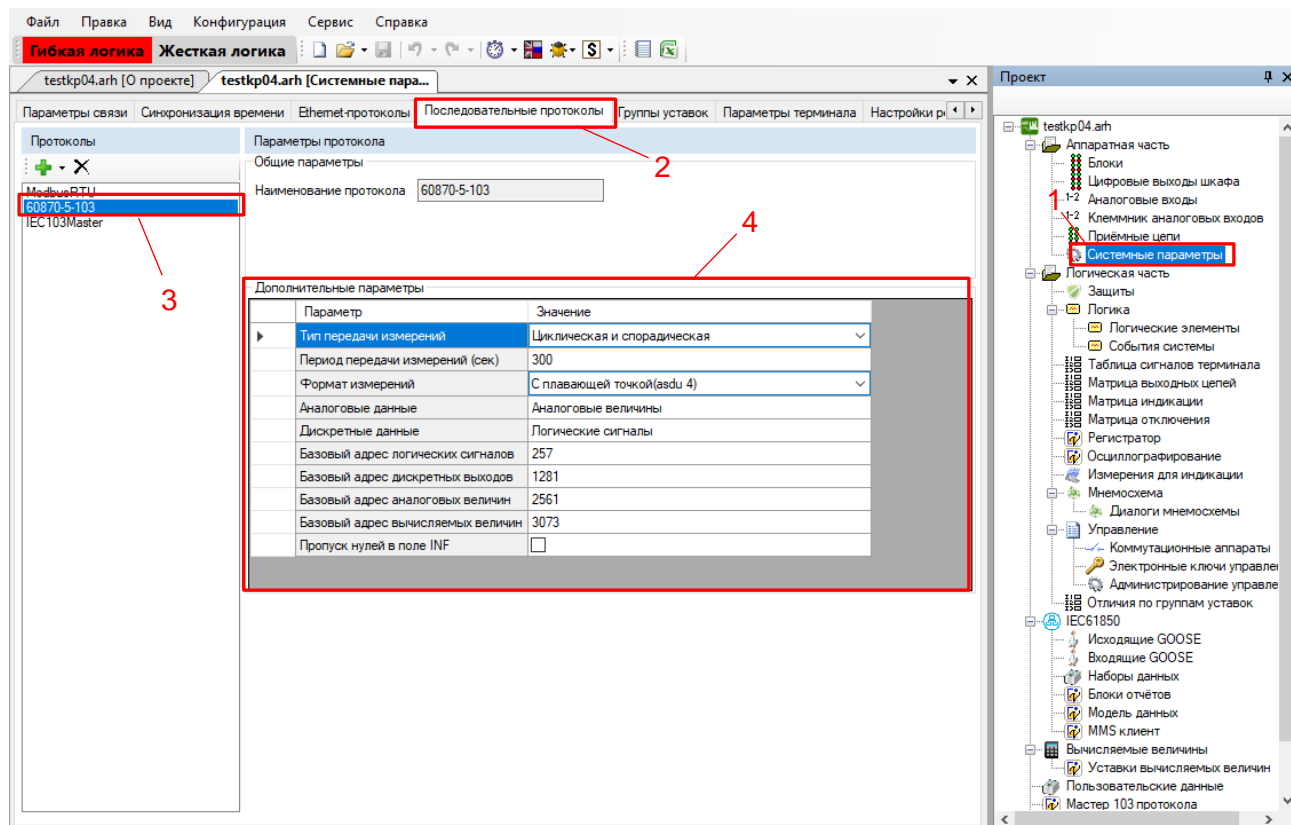 Файл Правка Вид Конфигурация Сервис Справка
Гибкая логика Жесткая логика
testkp04.arh [О проекте] testkp04.arh [Системные пара...
Проект
Параметры связи Синхронизация времени Ethernet-протоколы Последовательные протоколы Группы уставок Параметры терминала Настройки р
Протоколы
ModbusRTU
60870-5-103
IEC103Master
Параметры протокола
Общие параметры
Наименование протокола 60870-5-103
Дополнительные параметры
Параметр Значение
Тип передачи измерений Циклическая и спорадическая
Период передачи измерений (сек) 300
Формат измерений С плавающей точкой(asdu 4)
Аналоговые данные Аналоговые величины
Дискретные данные Логические сигналы
Базовый адрес логических сигналов 257
Базовый адрес дискретных выходов 1281
Базовый адрес аналоговых величин 2561
Базовый адрес вычисляемых величин 3073
Пропуск нулей в поле INF
1
2
3
4
testkp04.arh
Аппаратная часть
Блоки
Цифровые выходы шкафа
1-2 Аналоговые входы
1-2 Клеммник аналоговых входов
Приёмные цепи
Системные параметры
Логическая часть
Защиты
Логика
Логические элементы
События системы
Таблица сигналов терминала
Матрица выходных цепей
Матрица индикации
Матрица отключения
Регистратор
Осциллографирование
Измерения для индикации
Мнемосхема
Диалоги мнемосхемы
Управление
Коммутационные аппараты
Электронные ключи управле
Администрирование управле
Отличия по группам уставок
IEC61850
Исходящие GOOSE
Входящие GOOSE
Наборы данных
Блоки отчётов
Модель данных
MMS клиент
Вычисляемые величины
Уставки вычисляемых величин
Пользовательские данные
Мастер 103 протокола